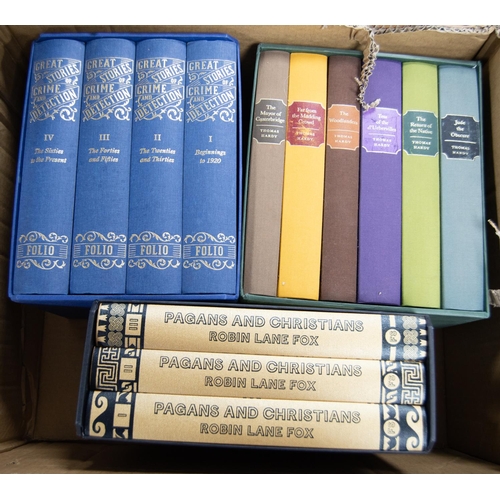 GREAT
STORIES
OF
CRIME
AND
DETECTION
IV
The Sixties
to the Present
FOLIO
GREAT
STORIES
OF
CRIME
AND
DETECTION
III
The Forties
and Fifties
FOLIO
GREAT
STORIES
OF
CRIME
AND
DETECTION
II
The Twenties
and Thirties
FOLIO
GREAT
STORIES
OF
CRIME
AND
DETECTION
I
Beginnings
to 1920
FOLIO
The Mayor of
Casterbridge
THOMAS
HARDY
Far from the
Madding
Crowd
THOMAS
HARDY
The
Woodlanders
THOMAS
HARDY
Tess
of the
d'Urbervilles
THOMAS
HARDY
The Return
of the Native
THOMAS
HARDY
Jude the
Obscure
THOMAS
HARDY
III
PAGANS AND CHRISTIANS
ROBIN LANE FOX
II
PAGANS AND CHRISTIANS
ROBIN LANE FOX
I
PAGANS AND CHRISTIANS
ROBIN LANE FOX